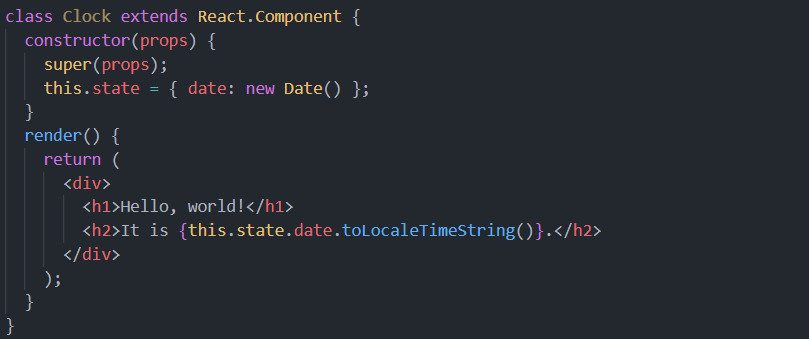 class Clock extends React.Component {
  constructor(props) {
    super(props);
    this.state = { date: new Date() };
  }
  render() {
    return (
      <div>
        <h1>Hello, world!</h1>
        <h2>It is {this.state.date.toLocaleTimeString()}.</h2>
      </div>
    );
  }
}